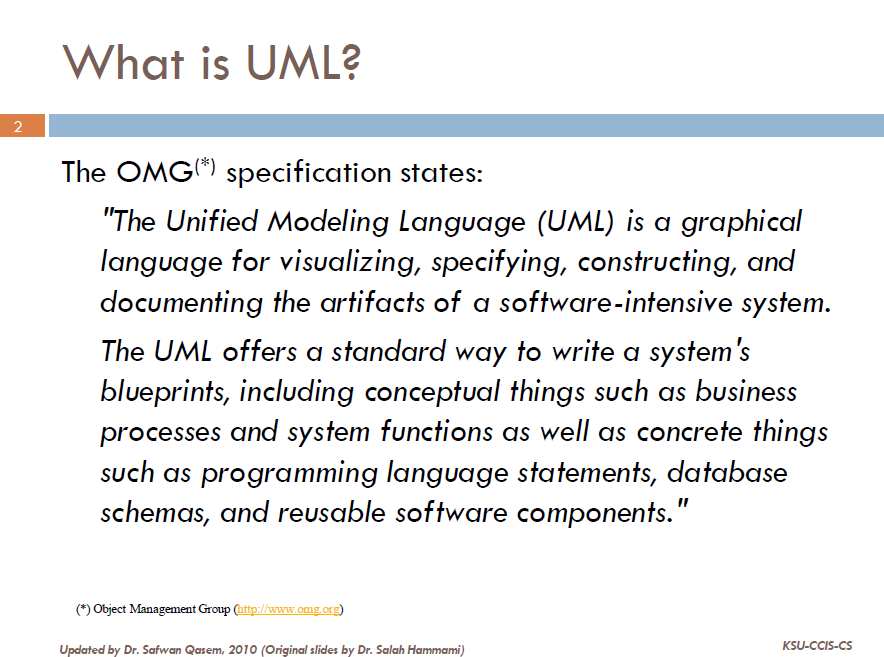 What is UML?
2
The OMG(*) specification states:
"The Unified Modeling Language (UML) is a graphical
language for visualizing, specifying, constructing, and
documenting the artifacts of a software-intensive system.
The UML offers a standard way to write a system's
blueprints, including conceptual things such as business
processes and system functions as well as concrete things
such as programming language statements, database
schemas, and reusable software components."
(*) Object Management Group (http://www.omg.org)
Updated by Dr. Safwan Qasem, 2010 (Original slides by Dr. Salah Hammami)
KSU-CCIS-CS